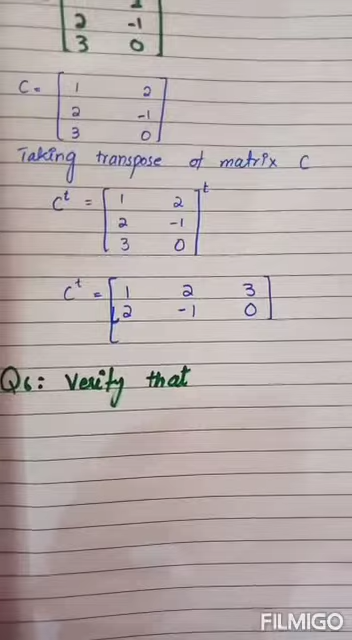 2
2 -1
3 0
C = 1 2
2 -1
3 0
Taking transpose of matrix C
C^t = [1 2]^t
2 -1
3 0
C^t = [1 2 3]
2 -1 0
Q6: Verify that
FILMIGO